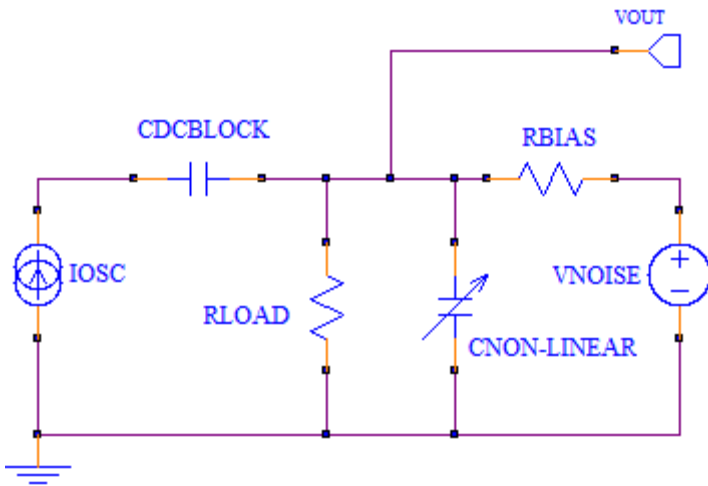 VOUT
CDCBLOCK
RBIAS
IOSC
RLOAD
CNON-LINEAR
VNOISE